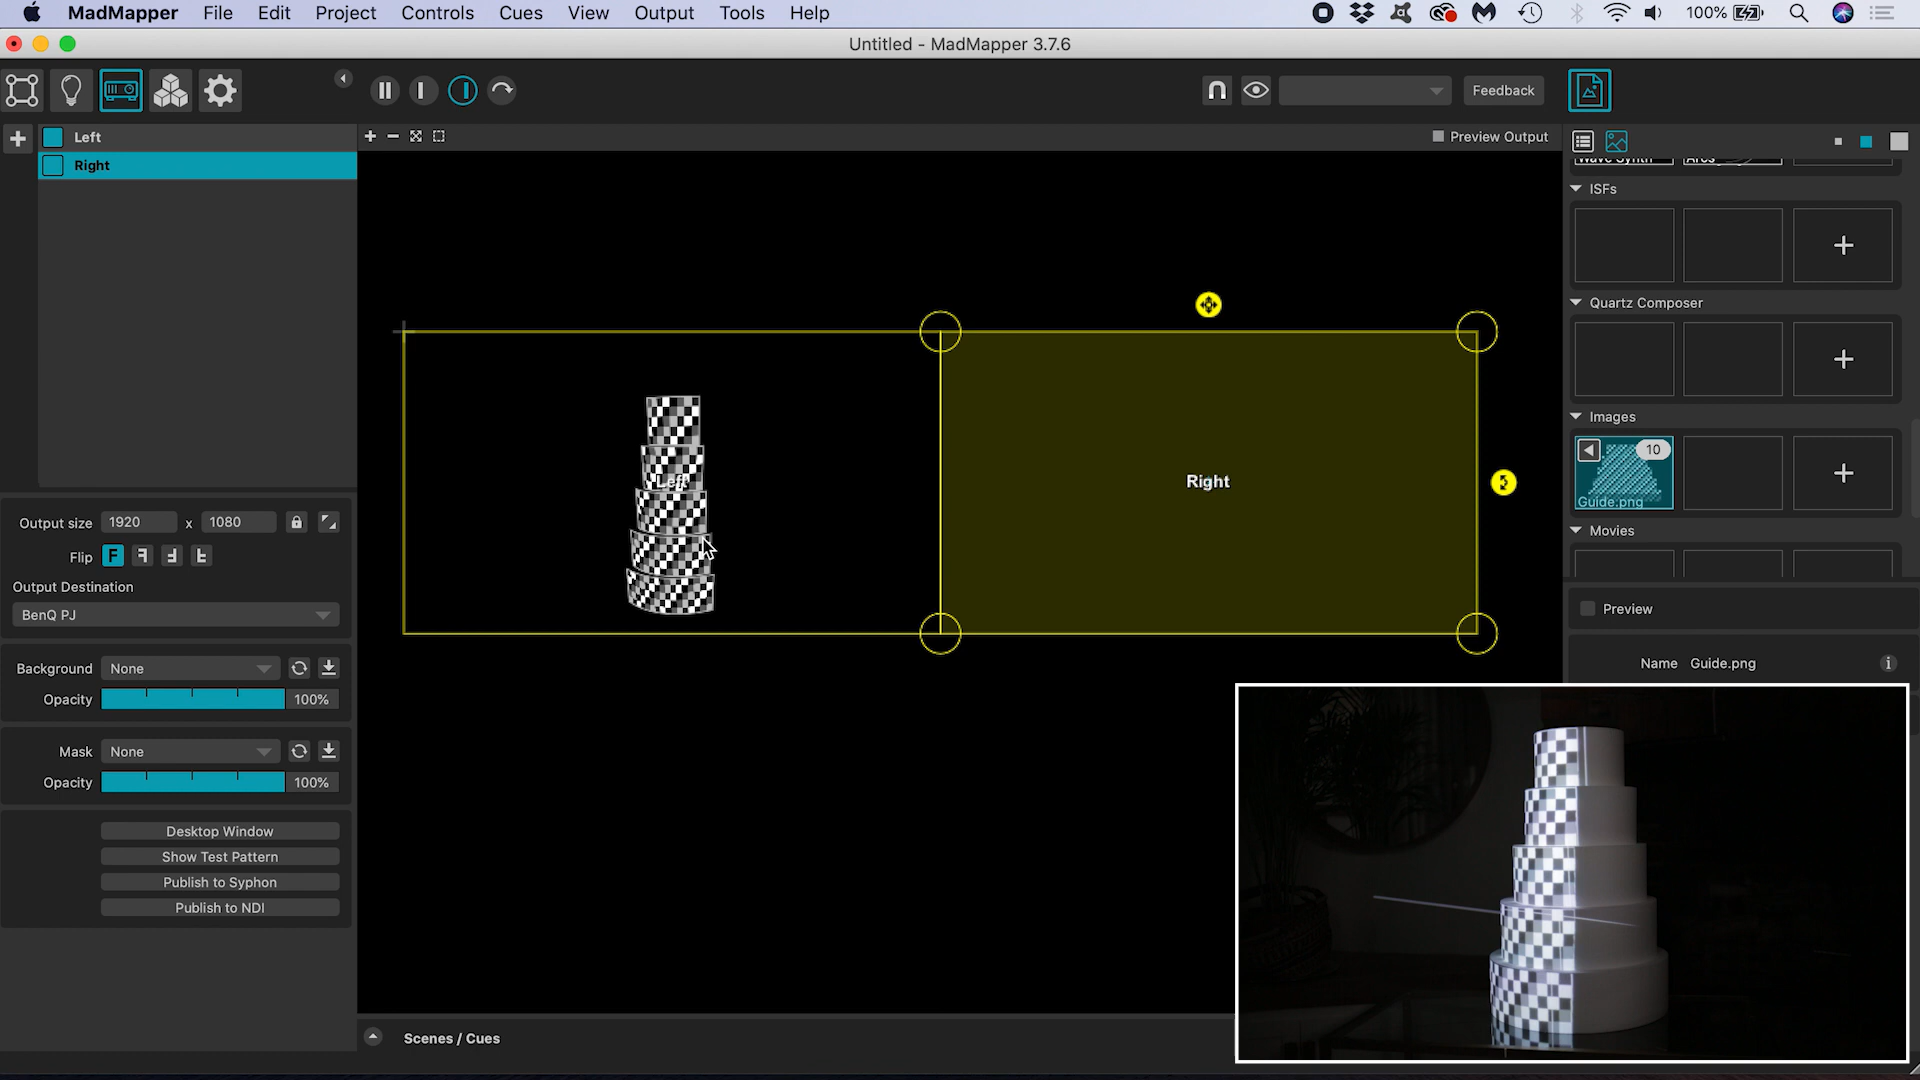 MadMapper File Edit Project Controls Cues View Output Tools Help 100%
Untitled - MadMapper 3.7.6
Feedback
Left
Right
Preview Output
Wave Synth Arcs
ISFs
Quartz Composer
Images
10
Guide.png
Movies
Left
Right
Output size 1920 x 1080
Flip F
Output Destination
BenQ PJ
Background None
Opacity 100%
Mask None
Opacity 100%
Desktop Window
Show Test Pattern
Publish to Syphon
Publish to NDI
Preview
Name Guide.png
Scenes / Cues